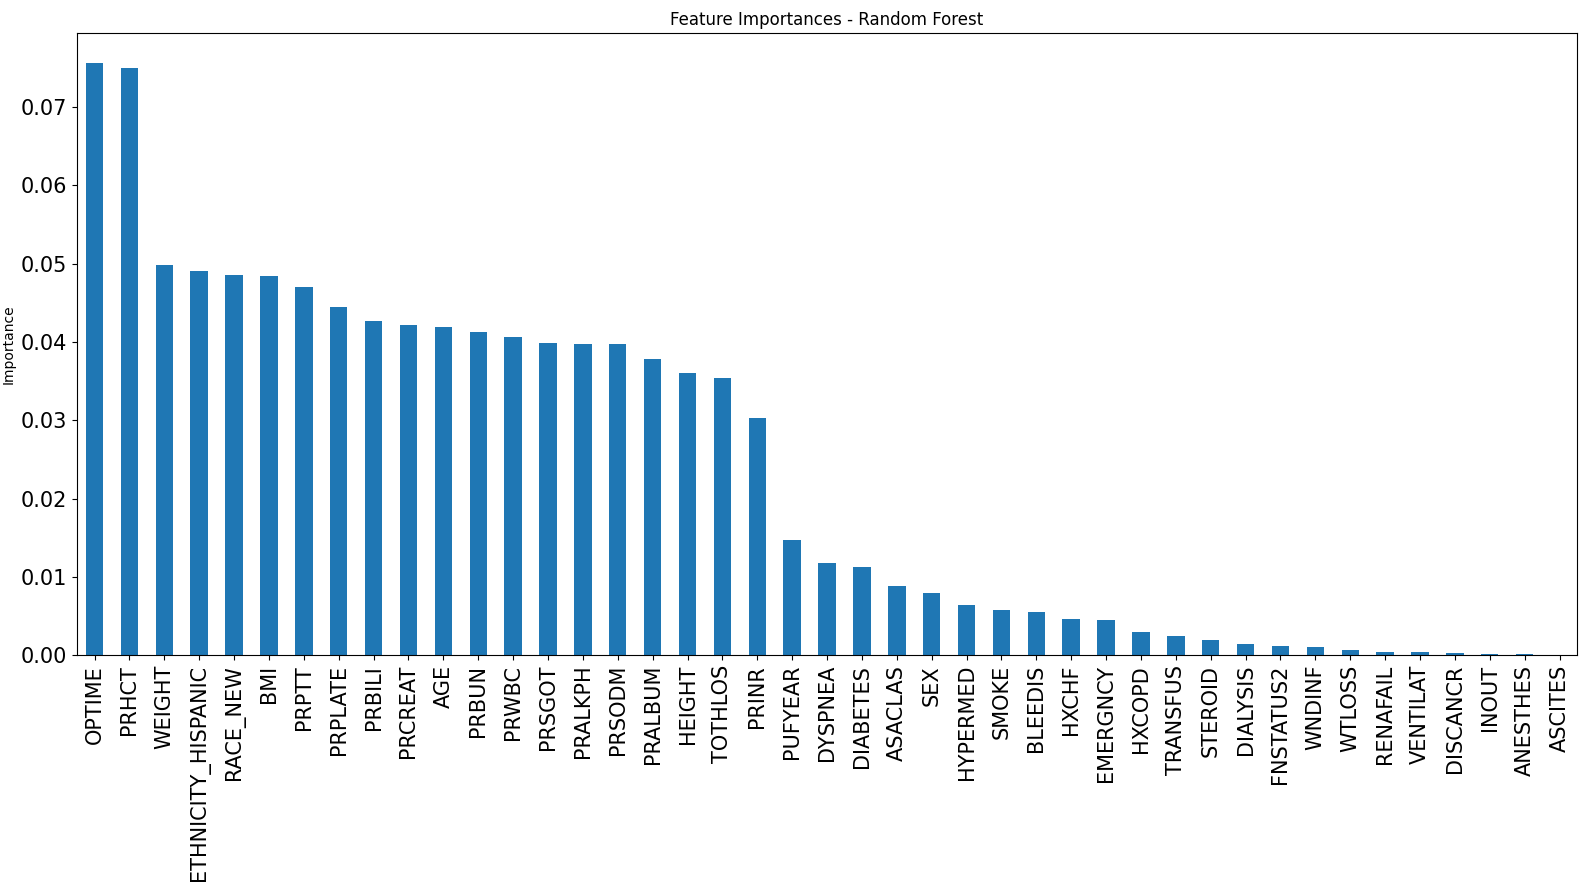 Feature Importances - Random Forest
Importance
0.07
0.06
0.05
0.04
0.03
0.02
0.01
0.00
OPTIME
PRHCT
WEIGHT
ETHNICITY_HISPANIC
RACE_NEW
BMI
PRPTT
PRPLATE
PRBILI
PRCREAT
AGE
PRBUN
PRWBC
PRSGOT
PRALKPH
PRSODM
PRALBUM
HEIGHT
TOTHLOS
PRINR
PUFYEAR
DYSPNEA
DIABETES
ASACLAS
SEX
HYPERMED
SMOKE
BLEEDIS
HXCHF
EMERGNCY
HXCOPD
TRANSFUS
STEROID
DIALYSIS
FNSTATUS2
WNDINF
WTLOSS
RENAFAIL
VENTILAT
DISCANCR
INOUT
ANESTHES
ASCITES